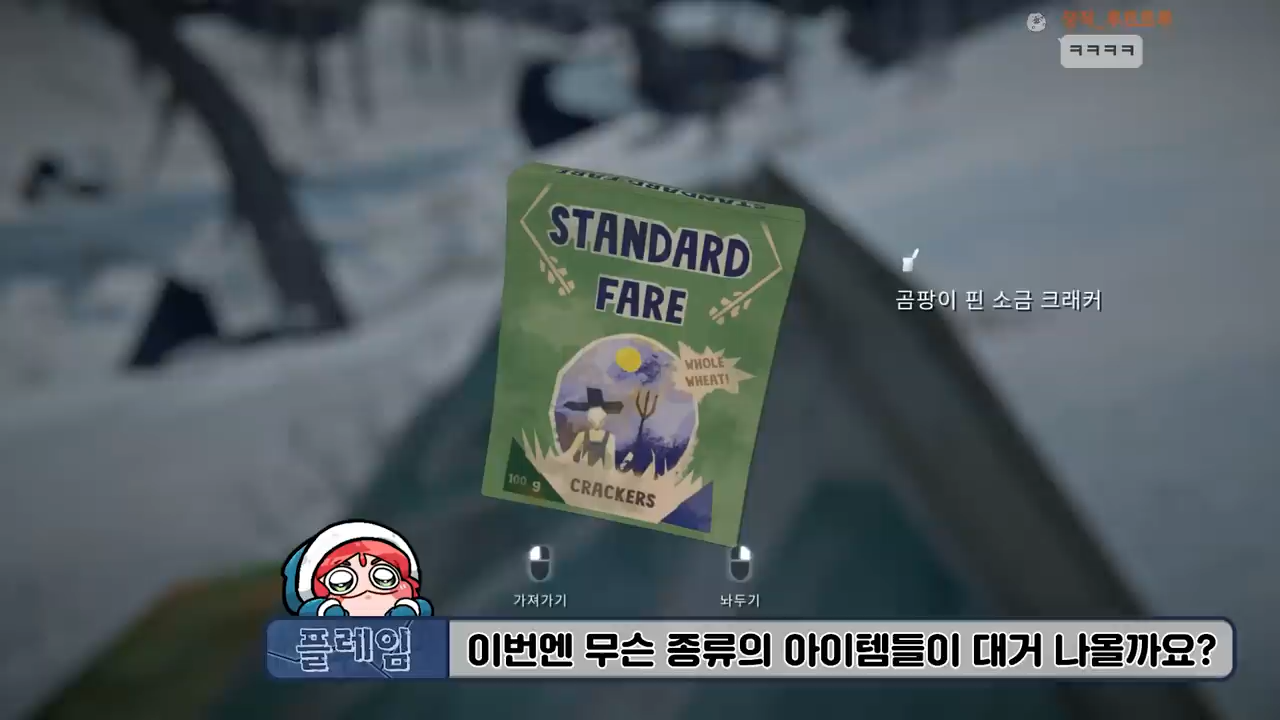 ㅋㅋㅋㅋ
STANDARD FARE
STANDARD
FARE
WHOLE
WHEAT!
100 g
CRACKERS
곰팡이 핀 소금 크래커
가져가기
놔두기
플레임
이번엔 무슨 종류의 아이템들이 대거 나올까요?